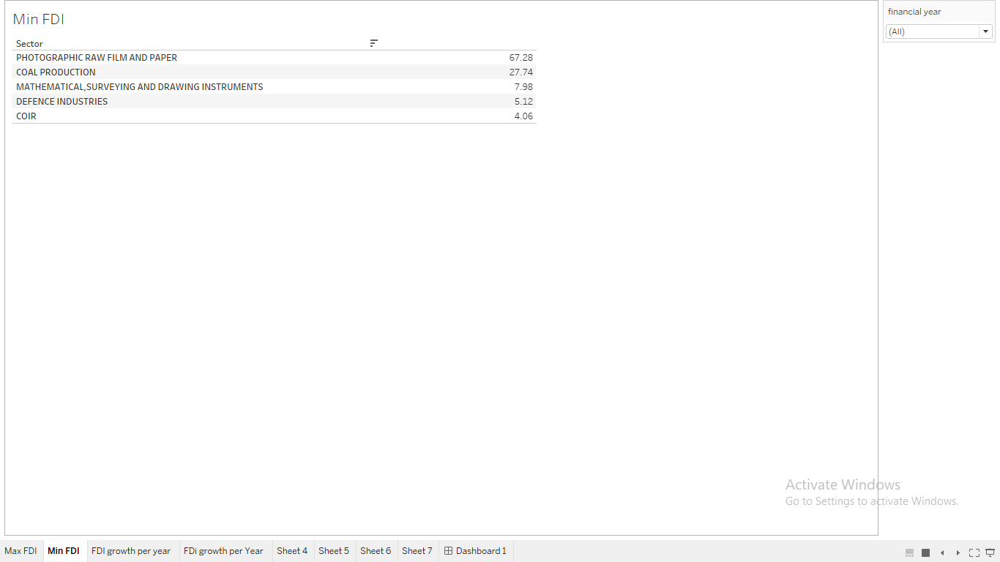 Min FDI
financial year
(All)
Sector
PHOTOGRAPHIC RAW FILM AND PAPER 67.28
COAL PRODUCTION 27.74
MATHEMATICAL,SURVEYING AND DRAWING INSTRUMENTS 7.98
DEFENCE INDUSTRIES 5.12
COIR 4.06
Activate Windows
Go to Settings to activate Windows.
Max FDI Min FDI FDI growth per year FDi growth per Year Sheet 4 Sheet 5 Sheet 6 Sheet 7 Dashboard 1